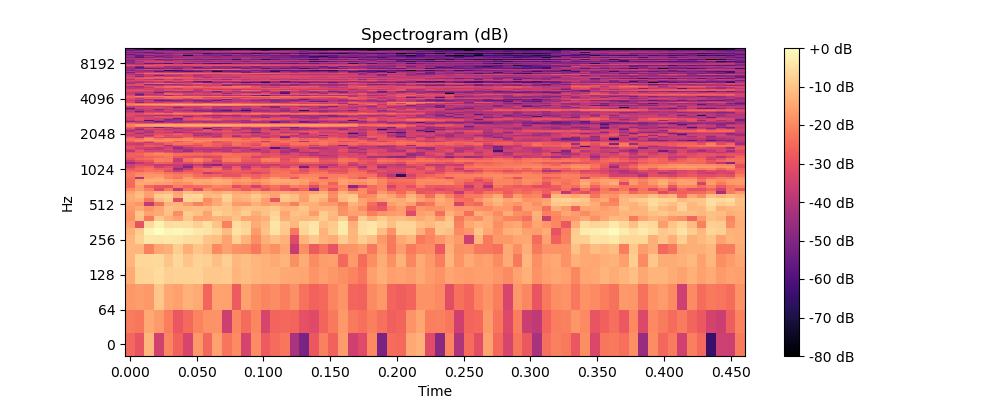 Spectrogram (dB)
Hz
8192
4096
2048
1024
512
256
128
64
0
0.000 0.050 0.100 0.150 0.200 0.250 0.300 0.350 0.400 0.450
Time
+0 dB
-10 dB
-20 dB
-30 dB
-40 dB
-50 dB
-60 dB
-70 dB
-80 dB